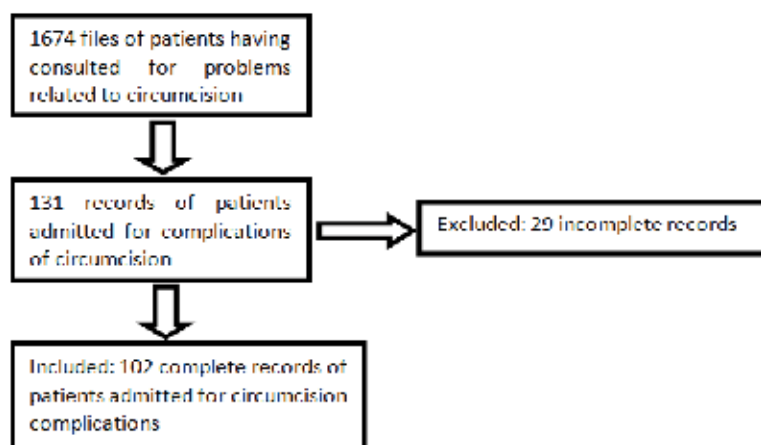 1674 files of patients having
consulted for problems
related to circumcision
131 records of patients
admitted for complications
of circumcision
Excluded: 29 incomplete records
Included: 102 complete records of
patients admitted for circumcision
complications